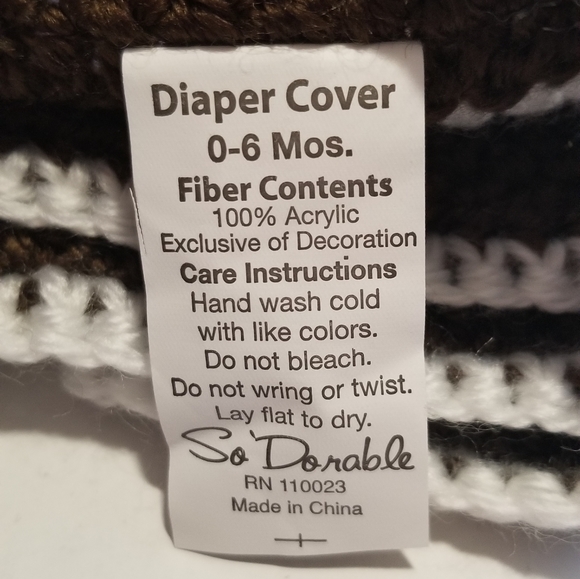 Diaper Cover
0-6 Mos.
Fiber Contents
100% Acrylic
Exclusive of Decoration
Care Instructions
Hand wash cold
with like colors.
Do not bleach.
Do not wring or twist.
Lay flat to dry.
So'Dorable
RN 110023
Made in China